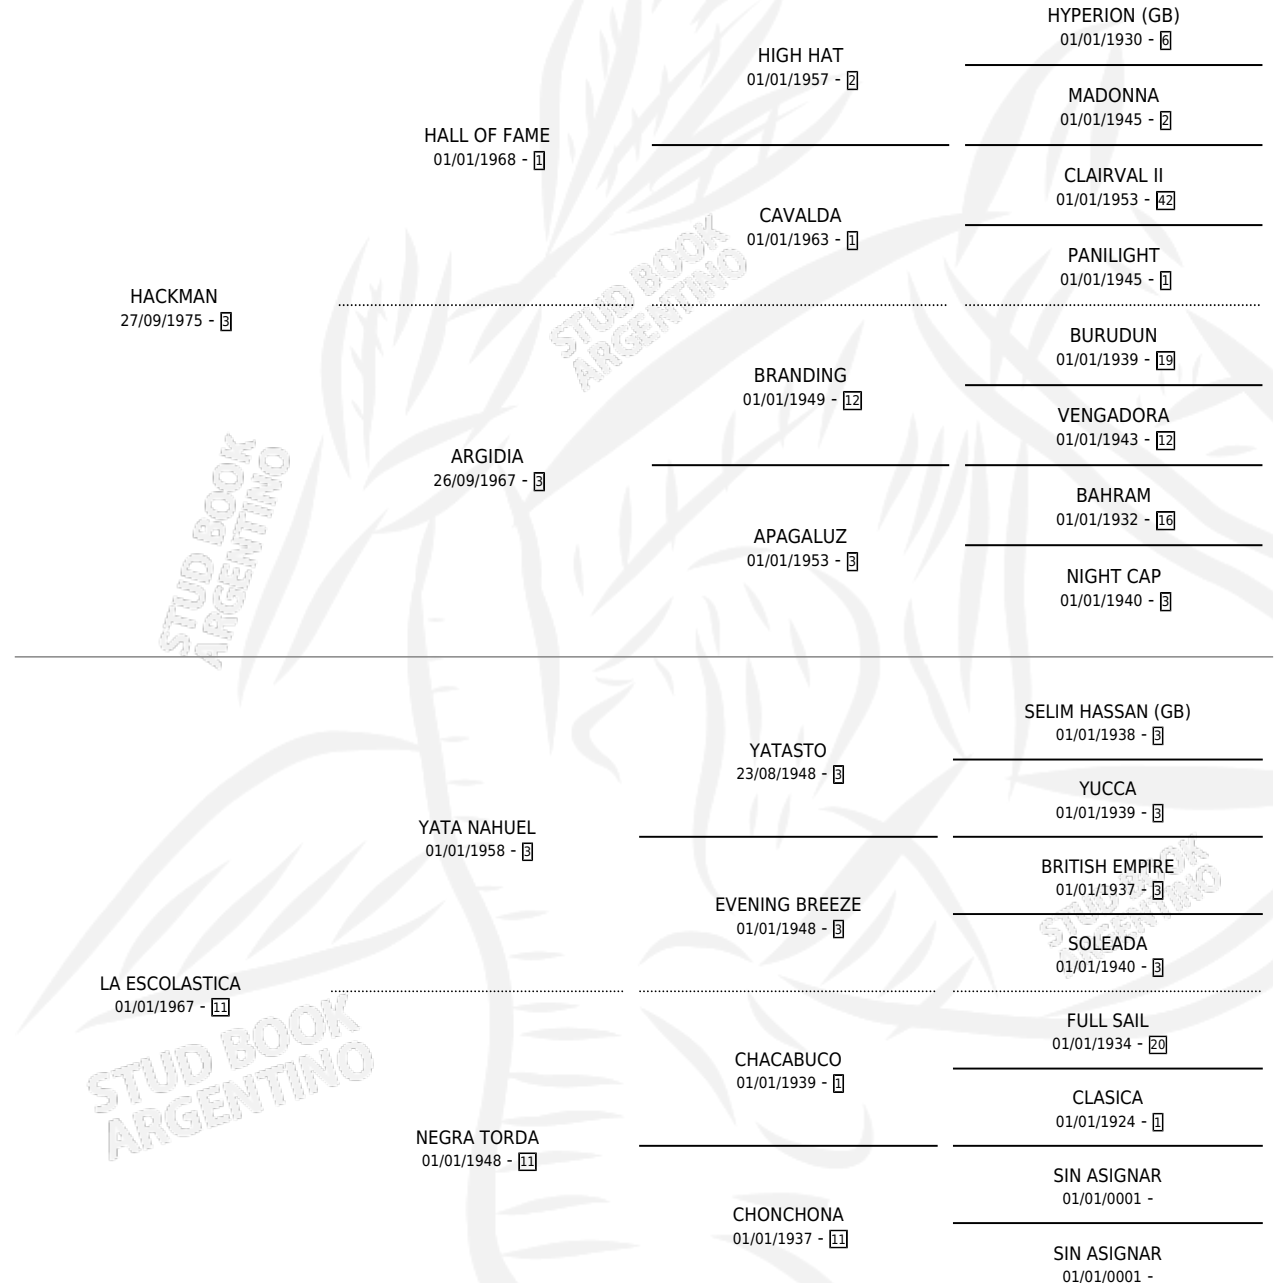 HYPERION (GB)
01/01/1930 - 6
HIGH HAT
01/01/1957 - 2
MADONNA
01/01/1945 - 2
HALL OF FAME
01/01/1968 - 1
CLAIRVAL II
01/01/1953 - 42
CAVALDA
01/01/1963 - 1
PANILIGHT
01/01/1945 - 1
HACKMAN
27/09/1975 - 3
BURUDUN
01/01/1939 - 19
BRANDING
01/01/1949 - 12
VENGADORA
01/01/1943 - 12
ARGIDIA
26/09/1967 - 3
BAHRAM
01/01/1932 - 16
APAGALUZ
01/01/1953 - 3
NIGHT CAP
01/01/1940 - 3
SELIM HASSAN (GB)
01/01/1938 - 3
YATASTO
23/08/1948 - 3
YUCCA
01/01/1939 - 3
YATA NAHUEL
01/01/1958 - 3
BRITISH EMPIRE
01/01/1937 - 3
EVENING BREEZE
01/01/1948 - 3
SOLEADA
01/01/1940 - 3
LA ESCOLASTICA
01/01/1967 - 11
FULL SAIL
01/01/1934 - 20
CHACABUCO
01/01/1939 - 1
CLASICA
01/01/1924 - 1
NEGRA TORDA
01/01/1948 - 11
SIN ASIGNAR
01/01/0001 -
CHONCHONA
01/01/1937 - 11
SIN ASIGNAR
01/01/0001 -
STUD BOOK
ARGENTINO
STUD BOOK
ARGENTINO
STUD BOOK
ARGENTINO
STUD BOOK
ARGENTINO